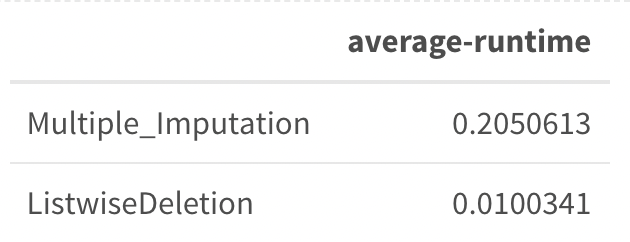 average-runtime
Multiple_Imputation 0.2050613
ListwiseDeletion 0.0100341